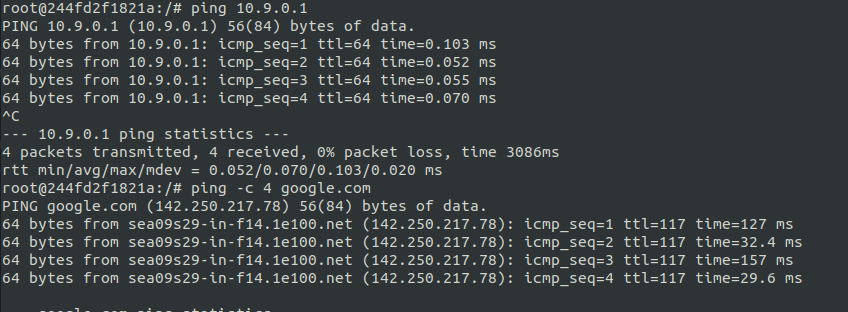 root@244fd2f1821a:/# ping 10.9.0.1
PING 10.9.0.1 (10.9.0.1) 56(84) bytes of data.
64 bytes from 10.9.0.1: icmp_seq=1 ttl=64 time=0.103 ms
64 bytes from 10.9.0.1: icmp_seq=2 ttl=64 time=0.052 ms
64 bytes from 10.9.0.1: icmp_seq=3 ttl=64 time=0.055 ms
64 bytes from 10.9.0.1: icmp_seq=4 ttl=64 time=0.070 ms
^C
--- 10.9.0.1 ping statistics ---
4 packets transmitted, 4 received, 0% packet loss, time 3086ms
rtt min/avg/max/mdev = 0.052/0.070/0.103/0.020 ms
root@244fd2f1821a:/# ping -c 4 google.com
PING google.com (142.250.217.78) 56(84) bytes of data.
64 bytes from sea09s29-in-f14.1e100.net (142.250.217.78): icmp_seq=1 ttl=117 time=127 ms
64 bytes from sea09s29-in-f14.1e100.net (142.250.217.78): icmp_seq=2 ttl=117 time=32.4 ms
64 bytes from sea09s29-in-f14.1e100.net (142.250.217.78): icmp_seq=3 ttl=117 time=157 ms
64 bytes from sea09s29-in-f14.1e100.net (142.250.217.78): icmp_seq=4 ttl=117 time=29.6 ms